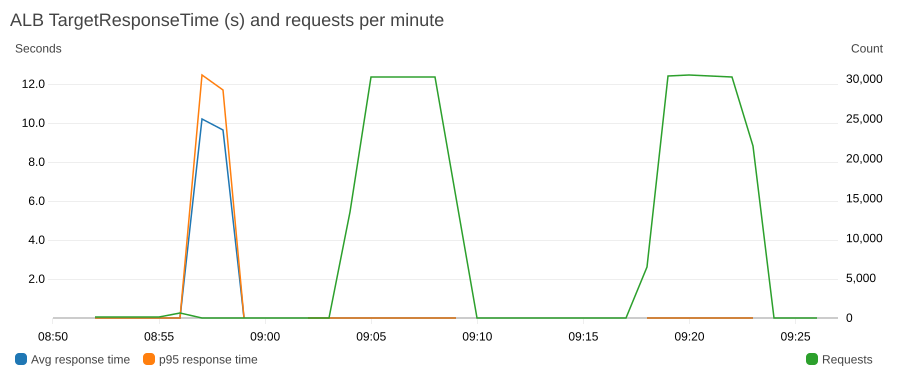 ALB TargetResponseTime (s) and requests per minute
Seconds Count
12.0 30,000
10.0 25,000
8.0 20,000
6.0 15,000
4.0 10,000
2.0 5,000
0
08:50 08:55 09:00 09:05 09:10 09:15 09:20 09:25
Avg response time p95 response time Requests